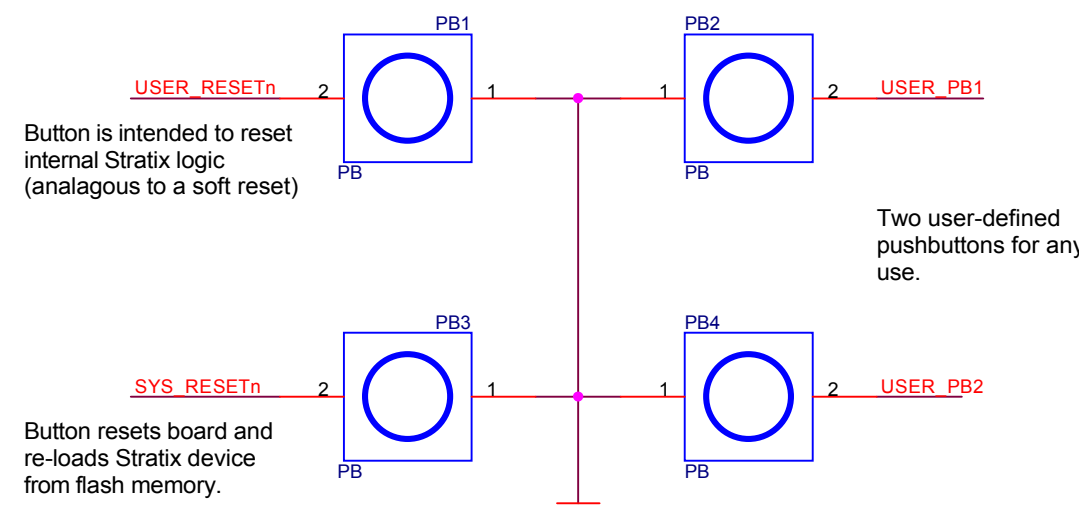 PB1
PB2
USER_RESETn 2 1 1 2 USER_PB1
Button is intended to reset
internal Stratix logic
(analagous to a soft reset)
PB
PB
Two user-defined
pushbuttons for any
use.
PB3
PB4
SYS_RESETn 2 1 1 2 USER_PB2
Button resets board and
re-loads Stratix device
from flash memory.
PB
PB